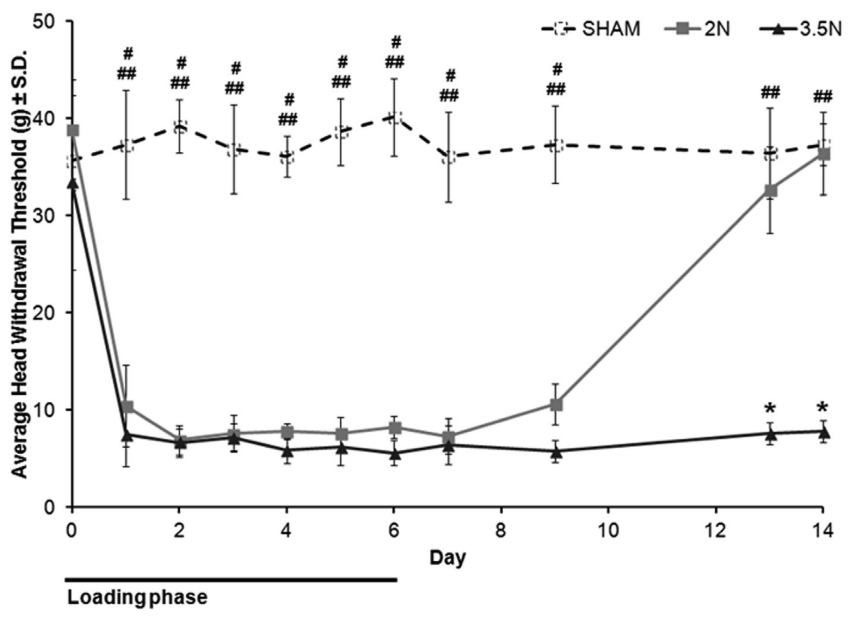 SHAM 2N 3.5N
Average Head Withdrawal Threshold (g) ± S.D.
50
40
30
20
10
0
# # # # # # # #
## ## ## ## ## ## ## ## ## ##
* *
0 2 4 6 8 10 12 14
Day
Loading phase